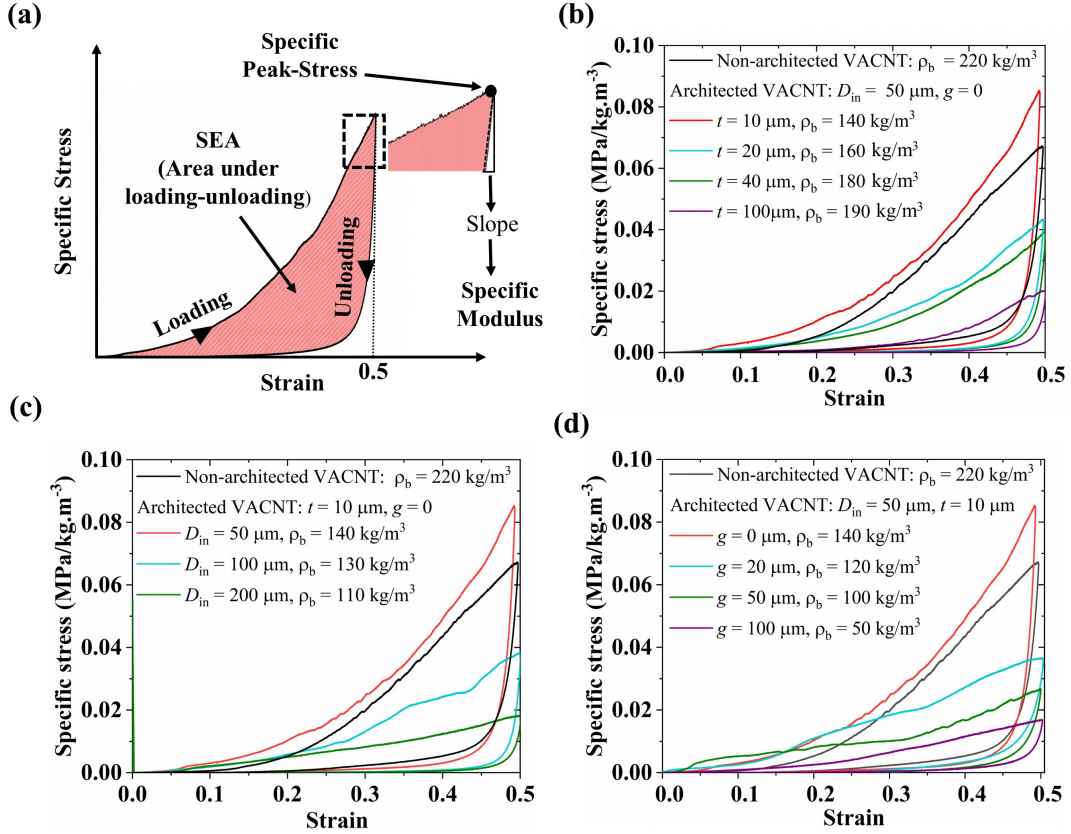 (a)
Specific
Peak-Stress
SEA
(Area under
loading-unloading)
Loading
Unloading
Slope
Specific
Modulus
Specific Stress
Strain
0.5
(b)
Non-architected VACNT: ρb = 220 kg/m³
Architected VACNT: Din = 50 μm, g = 0
t = 10 μm, ρb = 140 kg/m³
t = 20 μm, ρb = 160 kg/m³
t = 40 μm, ρb = 180 kg/m³
t = 100μm, ρb = 190 kg/m³
Specific stress (MPa/kg.m⁻³)
0.10
0.08
0.06
0.04
0.02
0.00
0.0 0.1 0.2 0.3 0.4 0.5
Strain
(c)
Non-architected VACNT: ρb = 220 kg/m³
Architected VACNT: t = 10 μm, g = 0
Din = 50 μm, ρb = 140 kg/m³
Din = 100 μm, ρb = 130 kg/m³
Din = 200 μm, ρb = 110 kg/m³
Specific stress (MPa/kg.m⁻³)
0.10
0.08
0.06
0.04
0.02
0.00
0.0 0.1 0.2 0.3 0.4 0.5
Strain
(d)
Non-architected VACNT: ρb = 220 kg/m³
Architected VACNT: Din = 50 μm, t = 10 μm
g = 0 μm, ρb = 140 kg/m³
g = 20 μm, ρb = 120 kg/m³
g = 50 μm, ρb = 100 kg/m³
g = 100 μm, ρb = 50 kg/m³
Specific stress (MPa/kg.m⁻³)
0.10
0.08
0.06
0.04
0.02
0.00
0.0 0.1 0.2 0.3 0.4 0.5
Strain